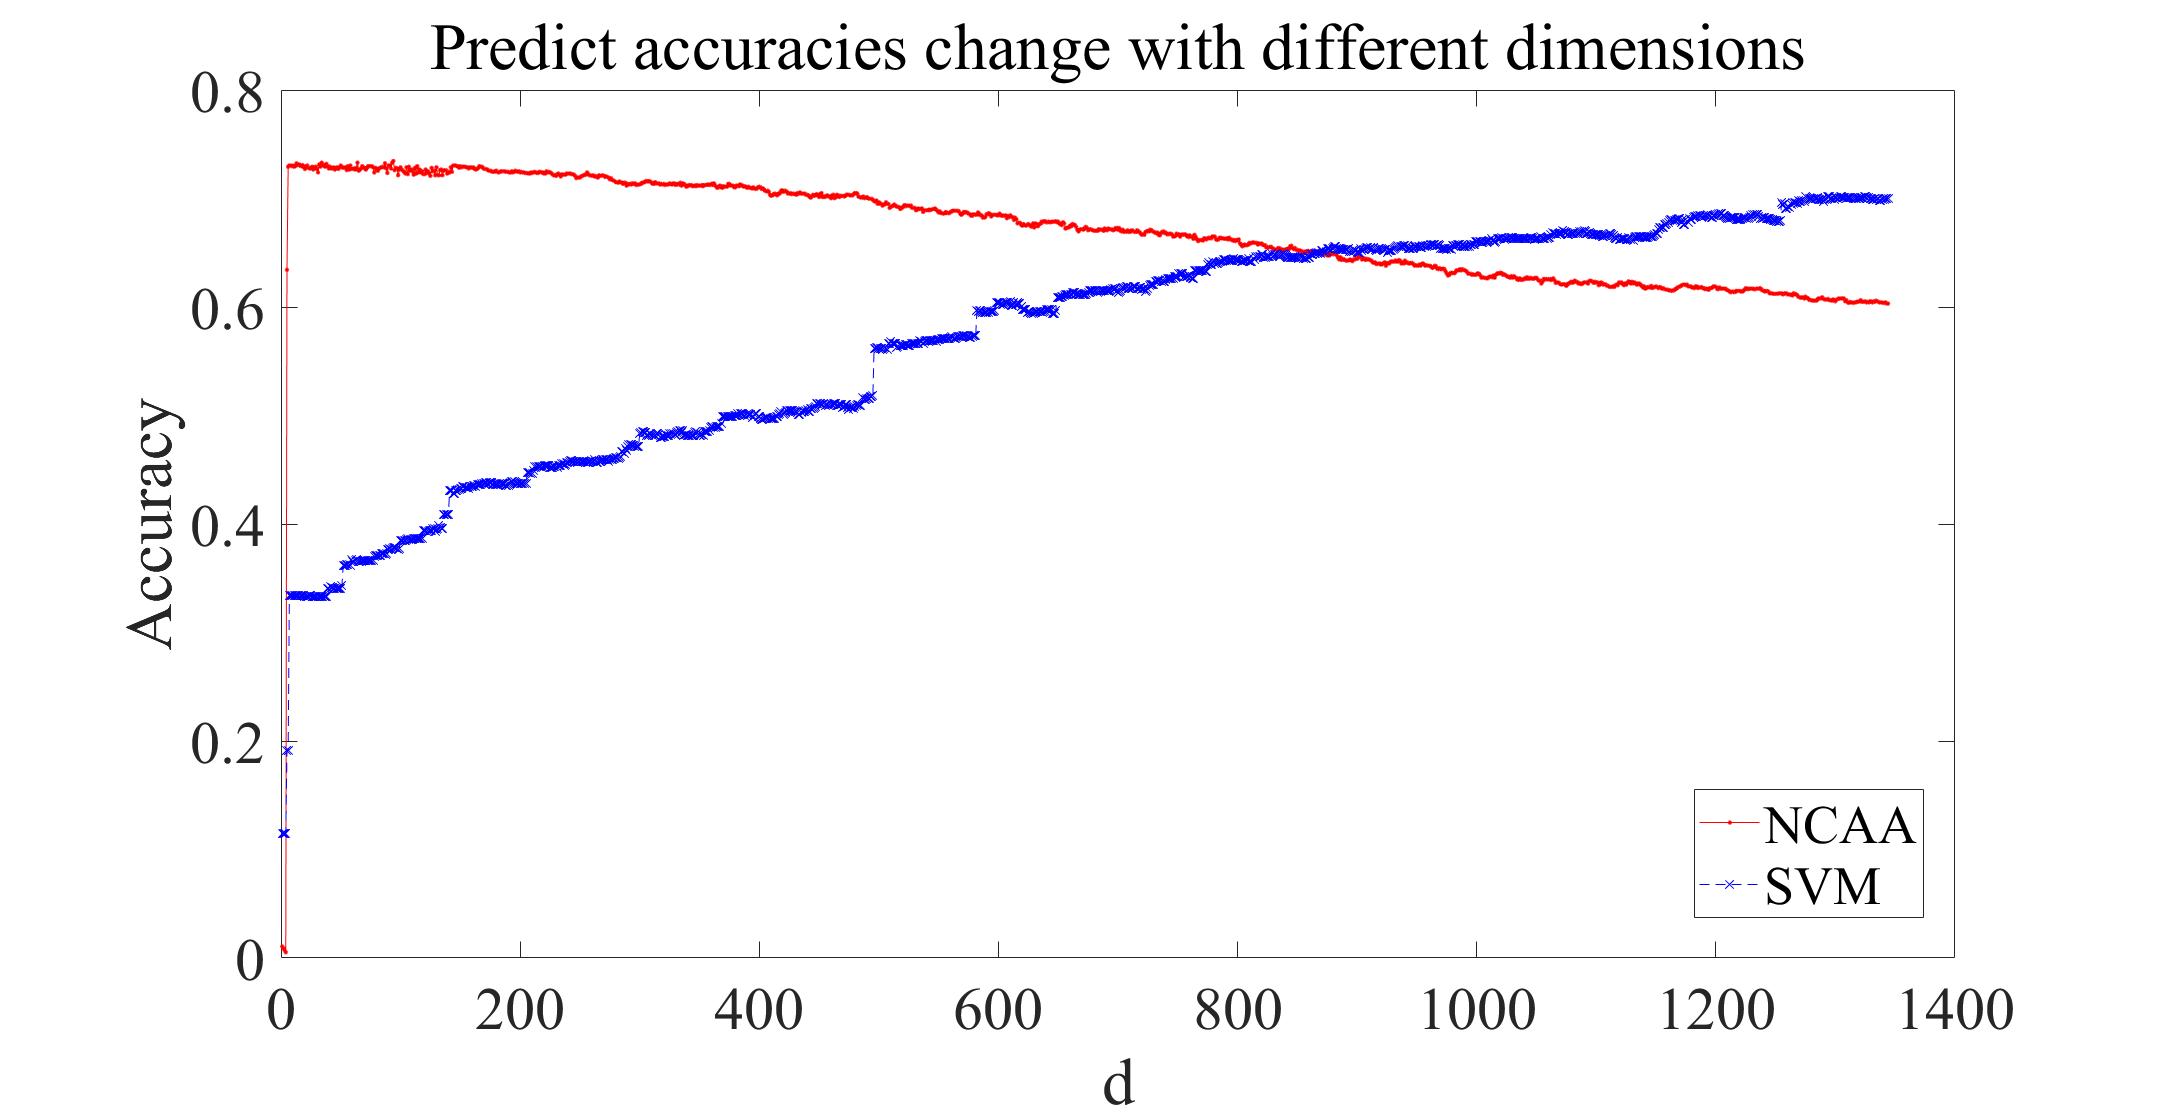 Predict accuracies change with different dimensions
0.8
0.6
0.4
0.2
0
Accuracy
NCAA
SVM
0 200 400 600 800 1000 1200 1400
d